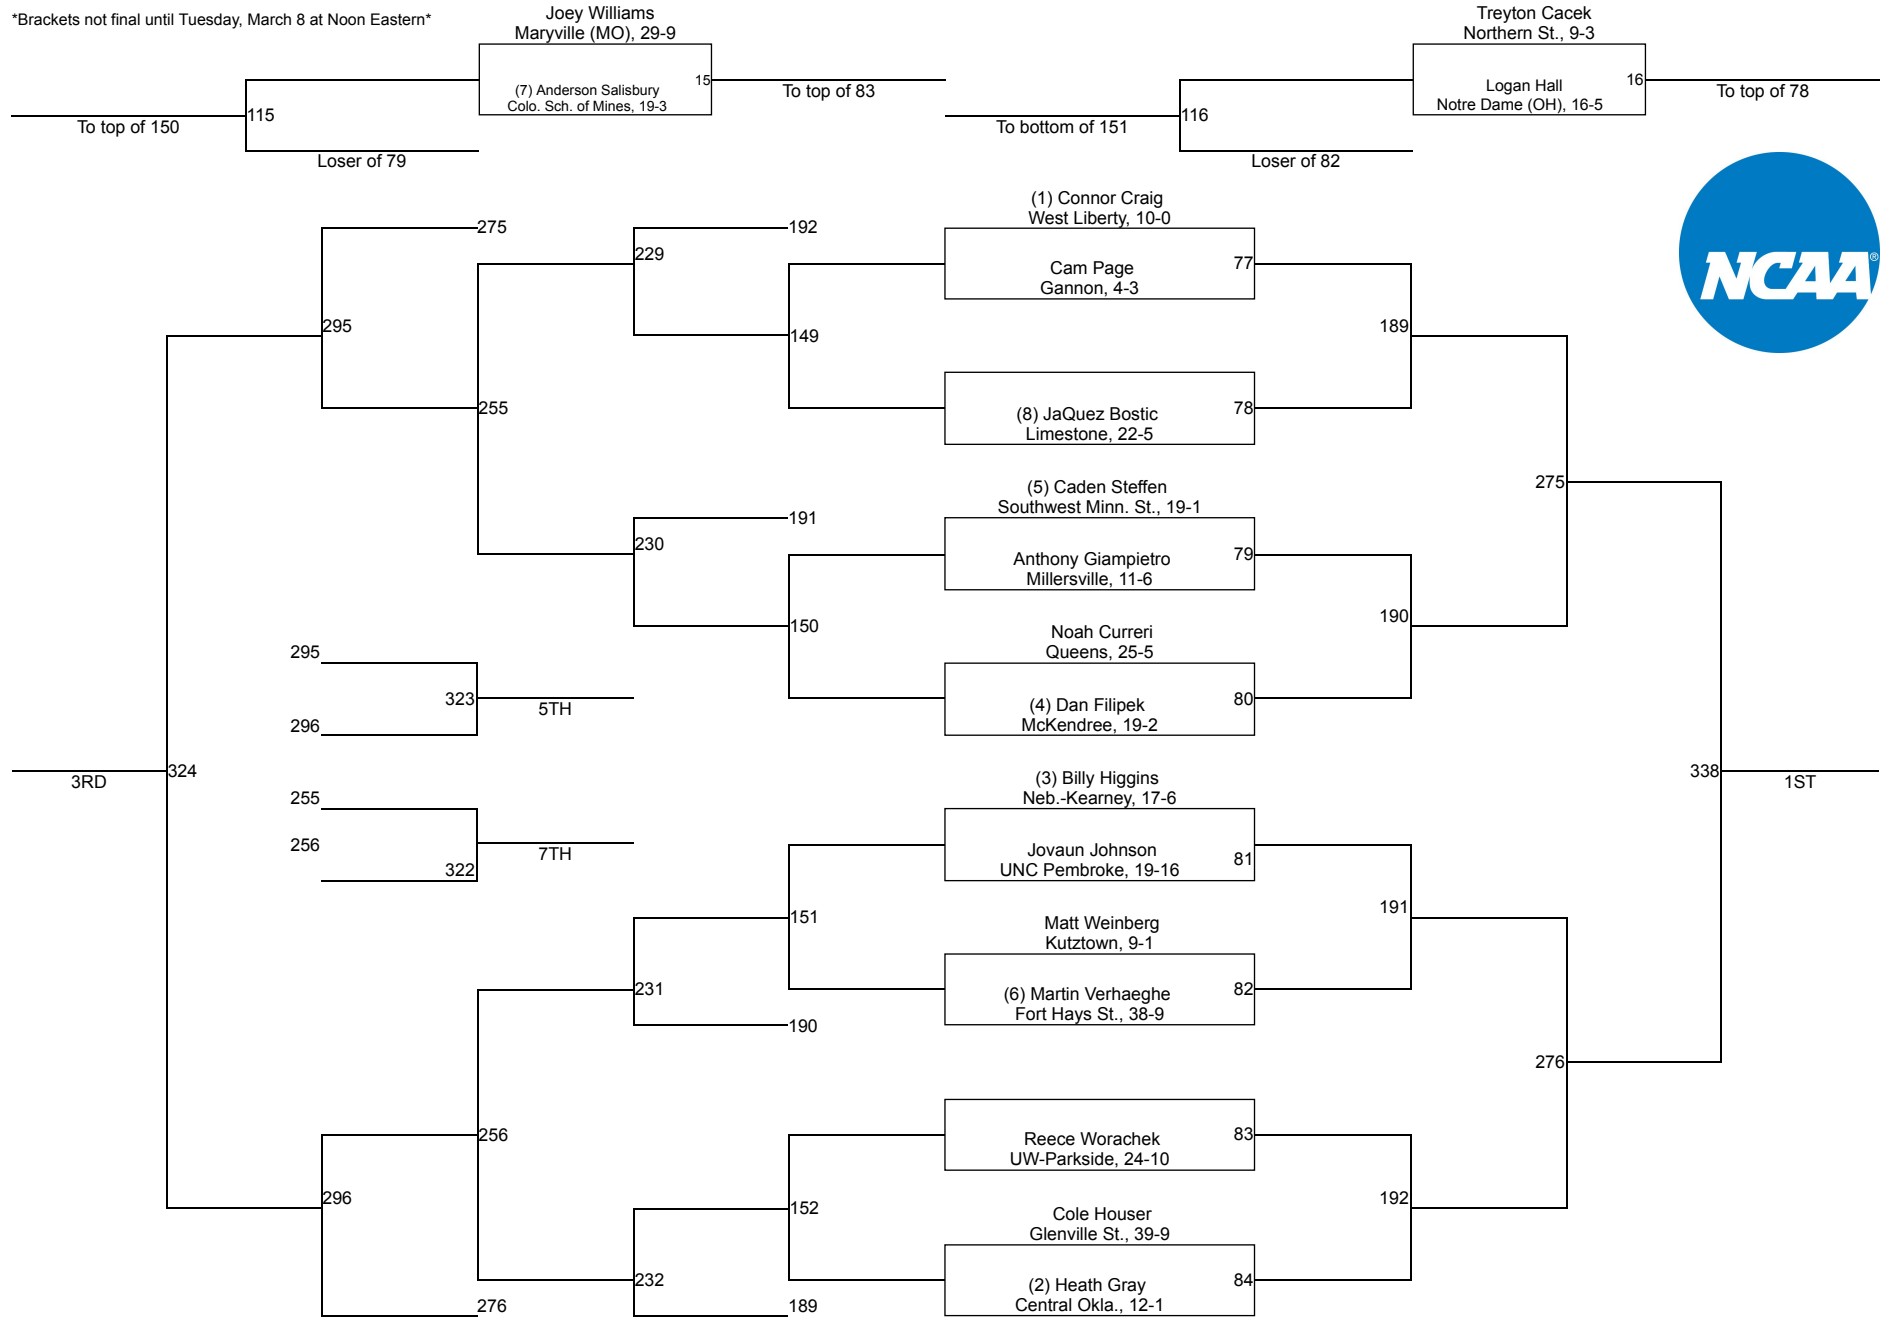 *Brackets not final until Tuesday, March 8 at Noon Eastern*
Joey Williams
Maryville (MO), 29-9
(7) Anderson Salisbury
Colo. Sch. of Mines, 19-3
15
To top of 83
115
To top of 150
Loser of 79
Treyton Cacek
Northern St., 9-3
Logan Hall
Notre Dame (OH), 16-5
16
To top of 78
116
To bottom of 151
Loser of 82
NCAA®
(1) Connor Craig
West Liberty, 10-0
Cam Page
Gannon, 4-3
77
(8) JaQuez Bostic
Limestone, 22-5
78
(5) Caden Steffen
Southwest Minn. St., 19-1
Anthony Giampietro
Millersville, 11-6
79
Noah Curreri
Queens, 25-5
(4) Dan Filipek
McKendree, 19-2
80
(3) Billy Higgins
Neb.-Kearney, 17-6
Jovaun Johnson
UNC Pembroke, 19-16
81
Matt Weinberg
Kutztown, 9-1
(6) Martin Verhaeghe
Fort Hays St., 38-9
82
Reece Worachek
UW-Parkside, 24-10
83
Cole Houser
Glenville St., 39-9
(2) Heath Gray
Central Okla., 12-1
84
189
190
191
192
275
276
338
1ST
275
192
229
149
295
255
191
230
150
295
323
296
5TH
324
3RD
255
256
322
7TH
151
231
190
256
296
152
232
276
189